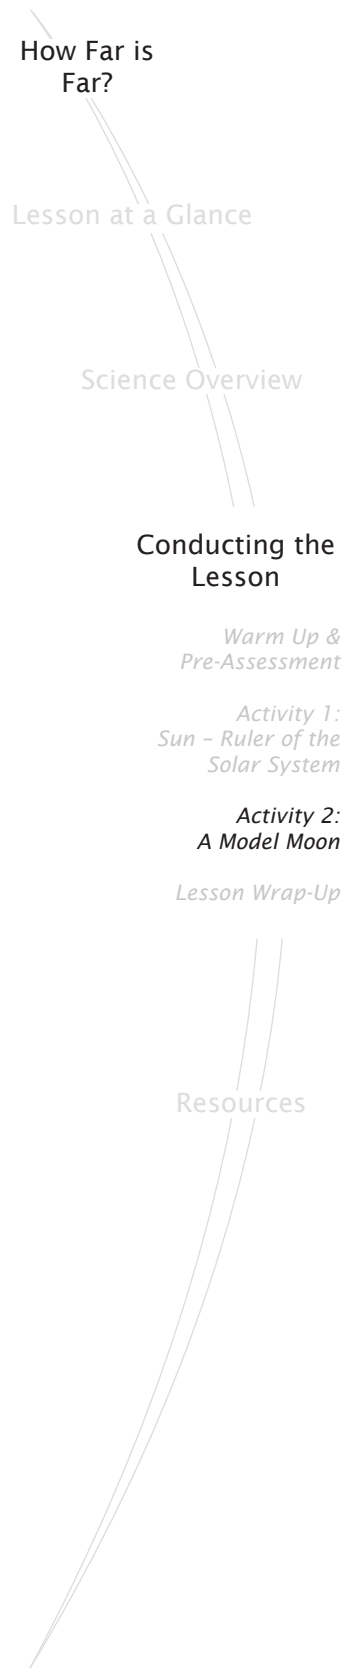 How Far is
Far?
Lesson at a Glance
Science Overview
Conducting the
Lesson
Warm Up &
Pre-Assessment
Activity 1:
Sun – Ruler of the
Solar System
Activity 2:
A Model Moon
Lesson Wrap-Up
Resources